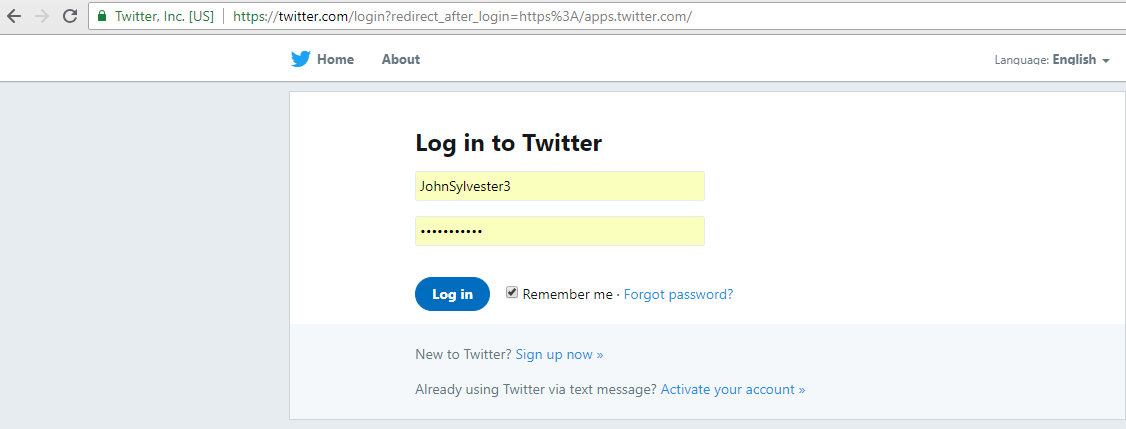 Twitter, Inc. [US] https://twitter.com/login?redirect_after_login=https%3A/apps.twitter.com/
Home About Language: English
Log in to Twitter
JohnSylvester3
•••••••••••
Log in Remember me · Forgot password?
New to Twitter? Sign up now »
Already using Twitter via text message? Activate your account »